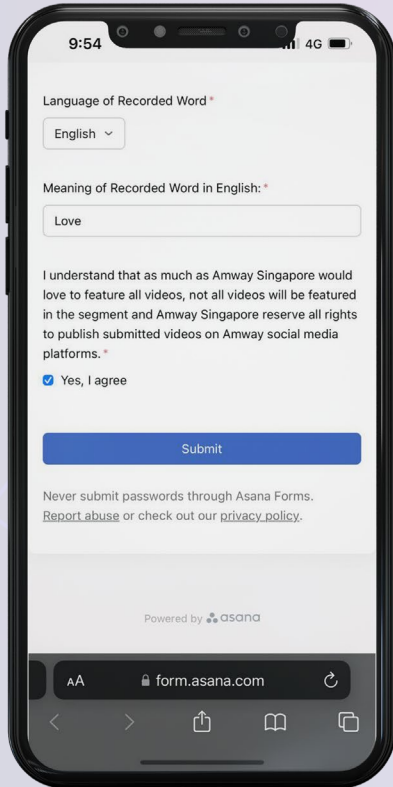 9:54
4G
Language of Recorded Word *
English
Meaning of Recorded Word in English: *
Love
I understand that as much as Amway Singapore would
love to feature all videos, not all videos will be featured
in the segment and Amway Singapore reserve all rights
to publish submitted videos on Amway social media
platforms. *
Yes, I agree
Submit
Never submit passwords through Asana Forms.
Report abuse or check out our privacy policy.
Powered by asana
AA form.asana.com